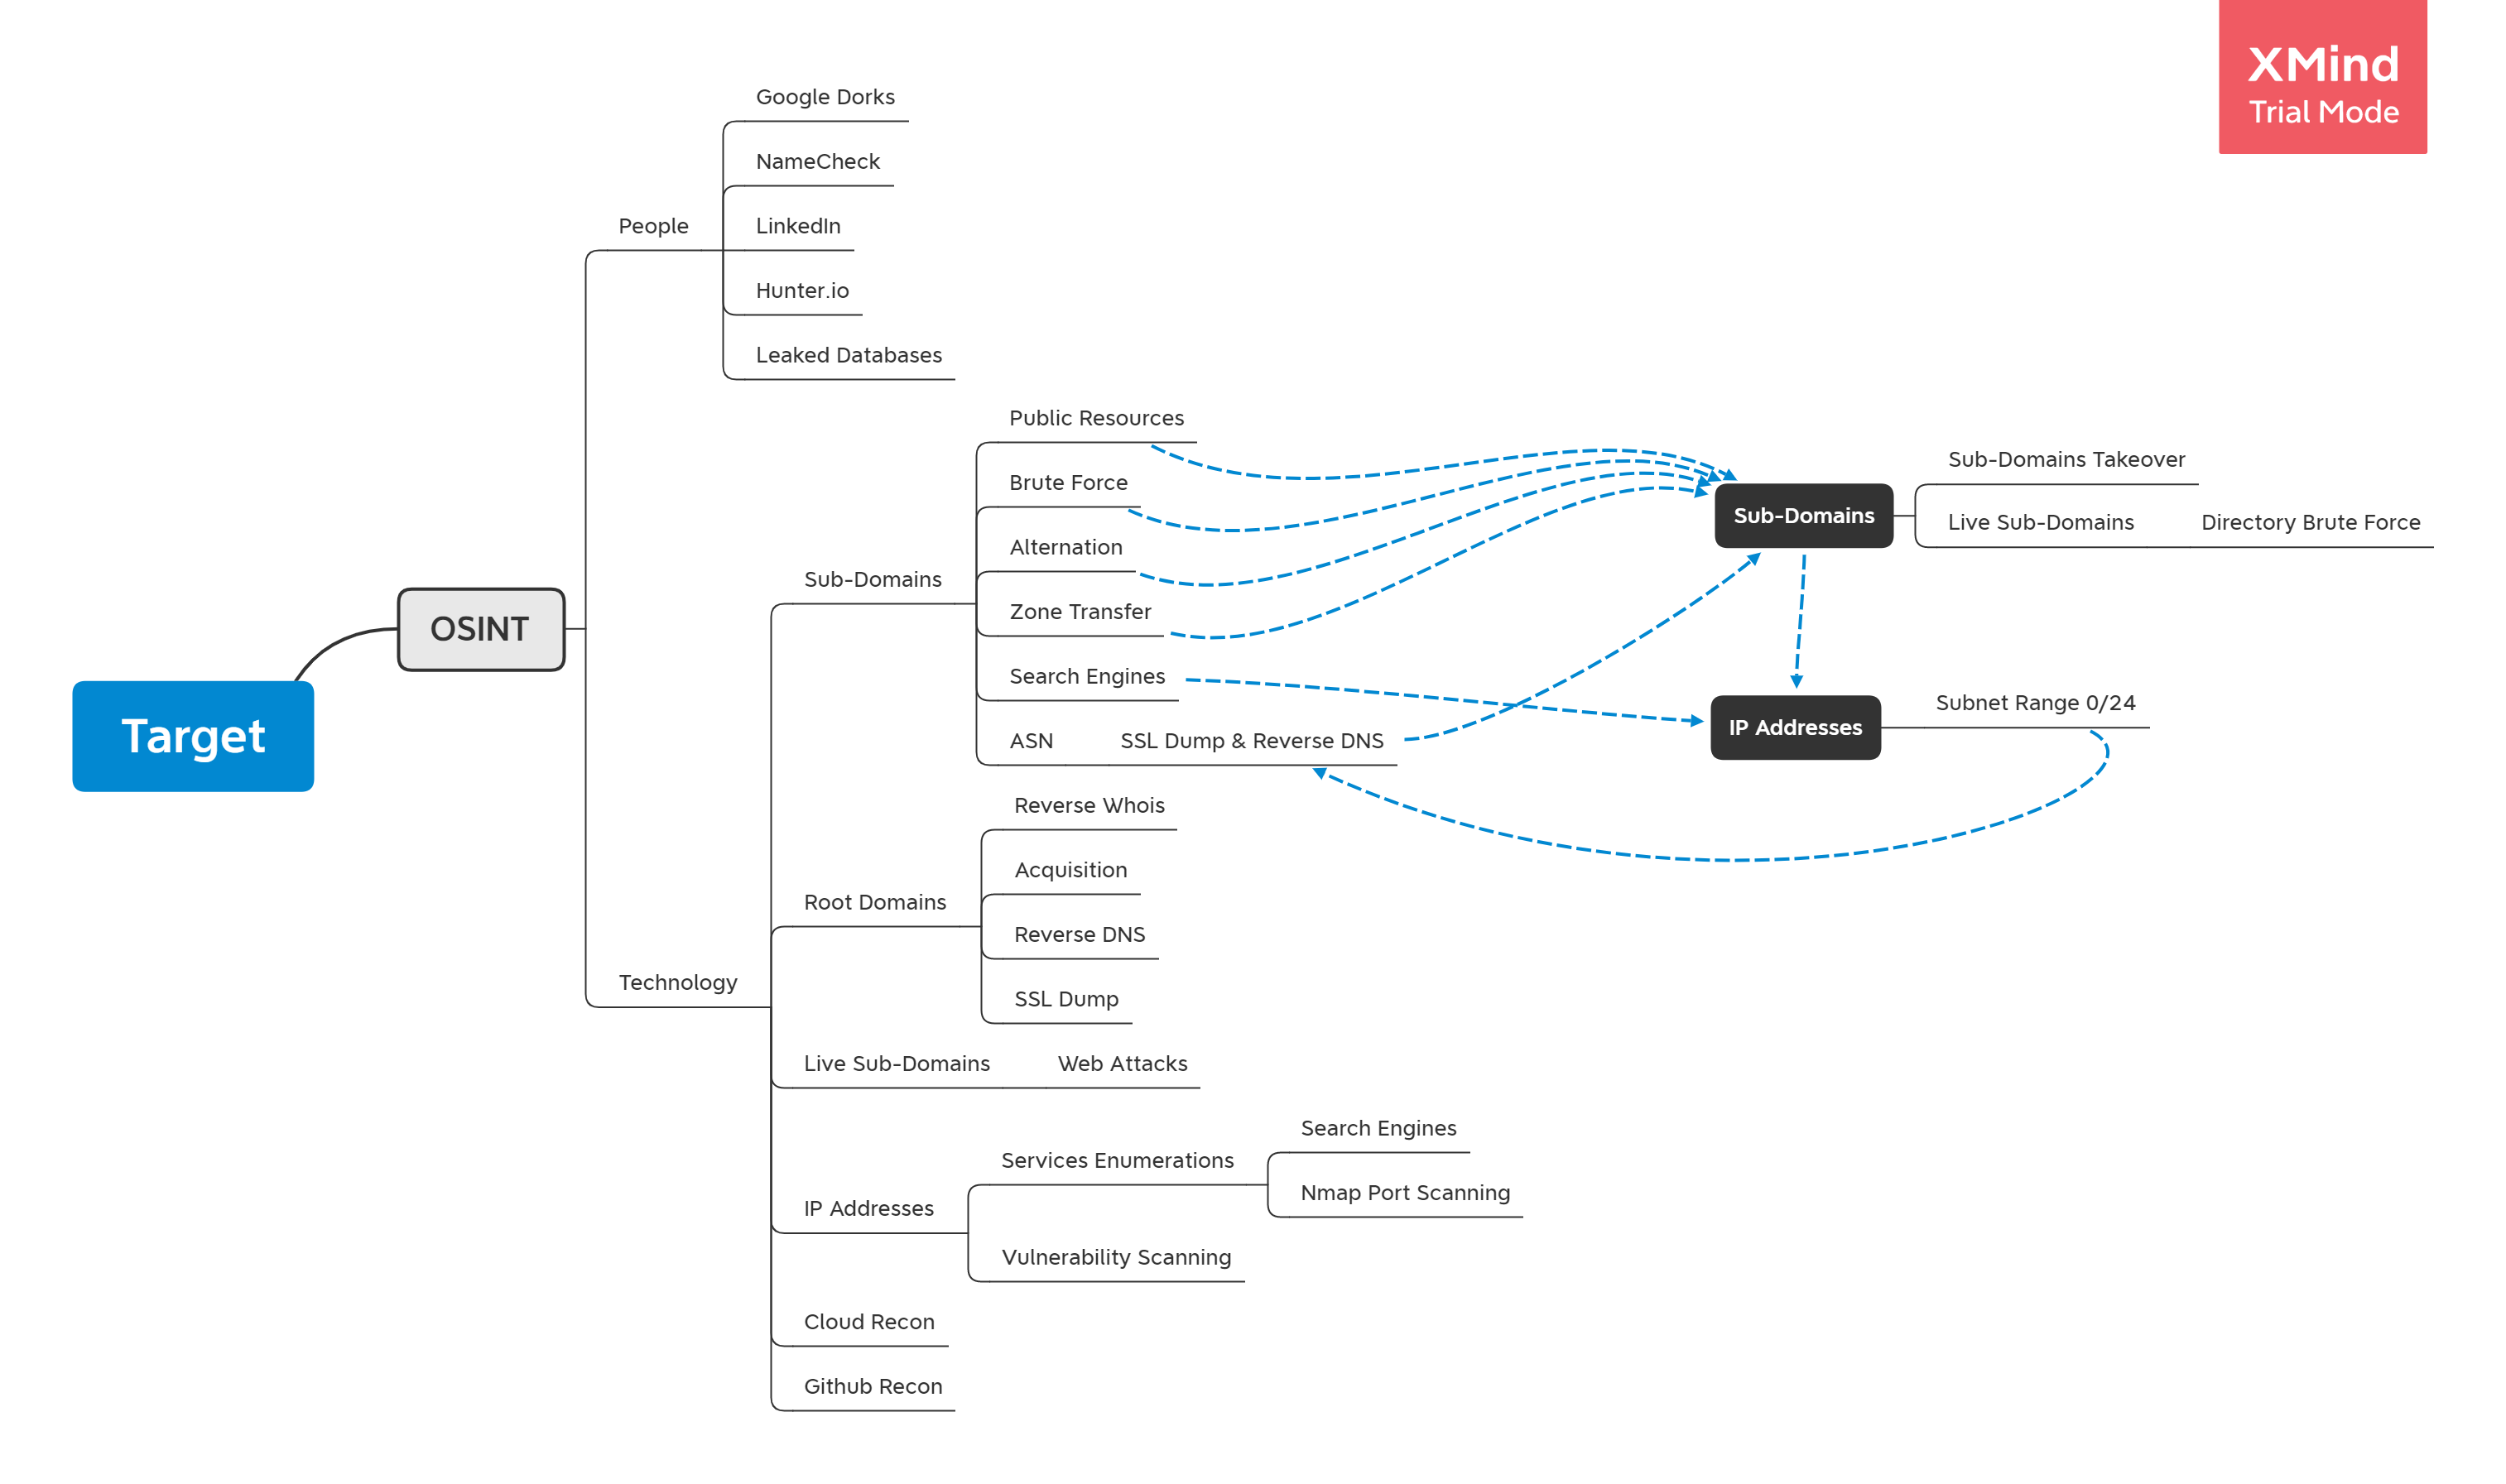 XMind
Trial Mode
Target
OSINT
People
Google Dorks
NameCheck
LinkedIn
Hunter.io
Leaked Databases
Technology
Sub-Domains
Public Resources
Brute Force
Alternation
Zone Transfer
Search Engines
ASN
SSL Dump & Reverse DNS
Root Domains
Reverse Whois
Acquisition
Reverse DNS
SSL Dump
Live Sub-Domains
Web Attacks
IP Addresses
Services Enumerations
Search Engines
Nmap Port Scanning
Vulnerability Scanning
Cloud Recon
Github Recon
Sub-Domains
Sub-Domains Takeover
Live Sub-Domains
Directory Brute Force
IP Addresses
Subnet Range 0/24